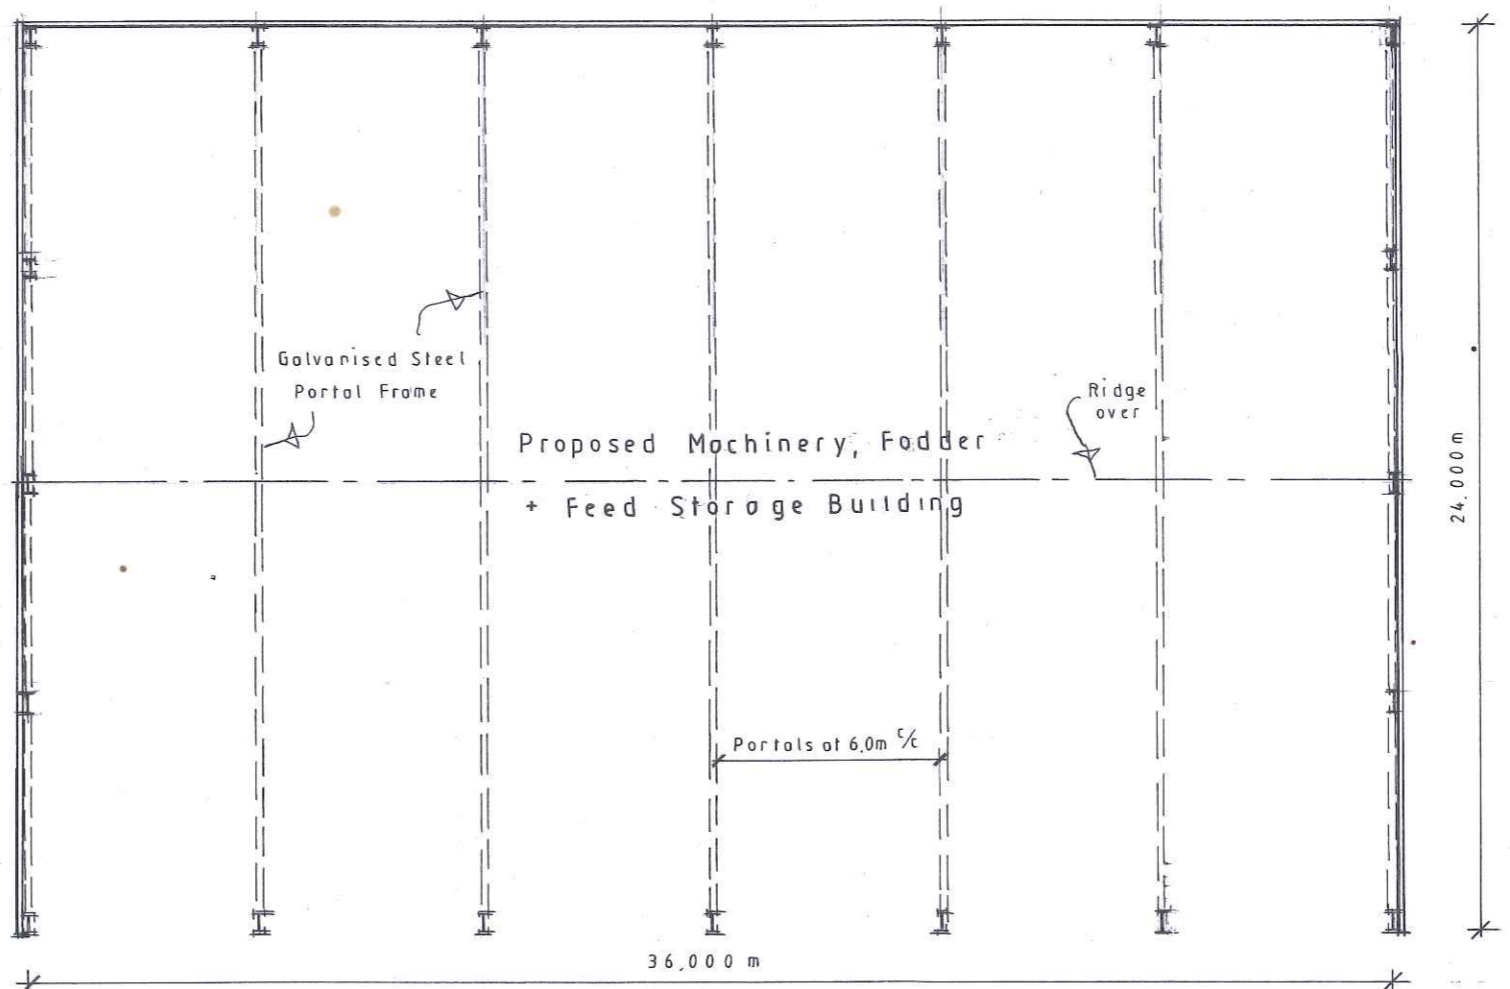 Galvanised Steel
Portal Frame
Ridge
over
Proposed Machinery, Fodder
+ Feed Storage Building
24.000m
Portals at 6.0m c/c
36,000 m